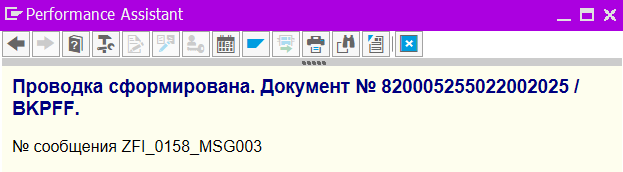 Performance Assistant
Проводка сформирована. Документ № 820005255022002025 /
BKPFF.
№ сообщения ZFI_0158_MSG003